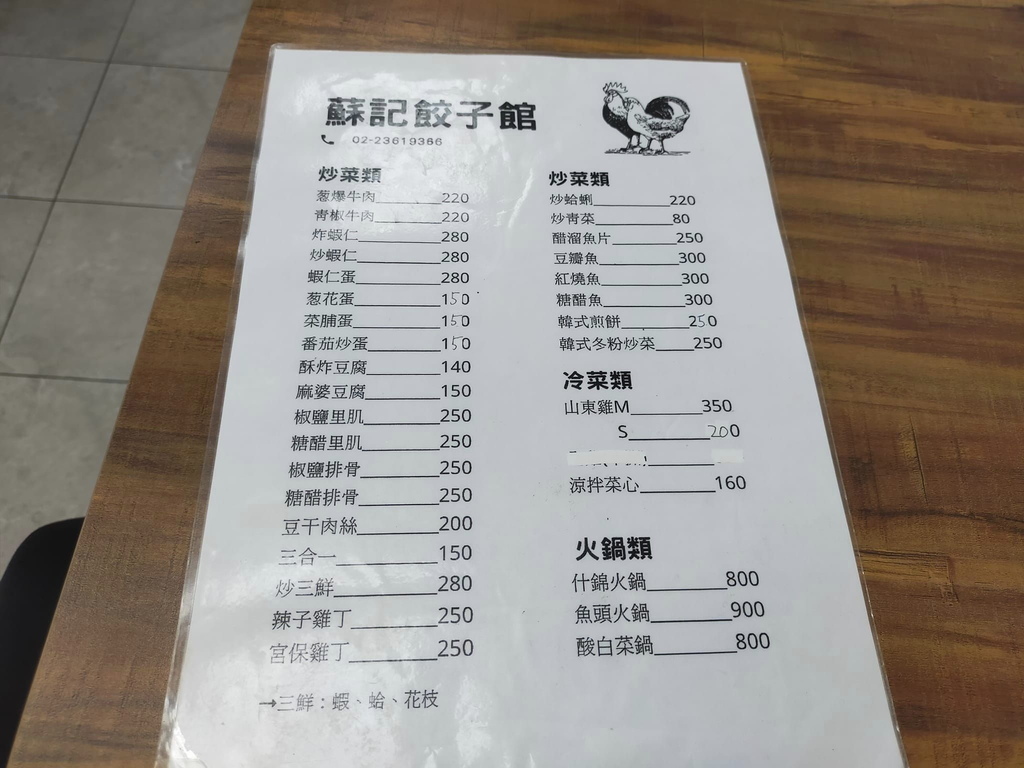 蘇記餃子館
02-23619366
炒菜類
葱爆牛肉 220
青椒牛肉 220
炸蝦仁 280
炒蝦仁 280
蝦仁蛋 280
葱花蛋 150
菜脯蛋 150
番茄炒蛋 150
酥炸豆腐 140
麻婆豆腐 150
椒鹽里肌 250
糖醋里肌 250
椒鹽排骨 250
糖醋排骨 250
豆干肉絲 200
三合一 150
炒三鮮 280
辣子雞丁 250
宮保雞丁 250
→三鮮：蝦、蛤、花枝
炒菜類
炒蛤蜊 220
炒青菜 80
醋溜魚片 250
豆瓣魚 300
紅燒魚 300
糖醋魚 300
韓式煎餅 250
韓式冬粉炒菜 250
冷菜類
山東雞M 350
S 200
涼拌菜心 160
火鍋類
什錦火鍋 800
魚頭火鍋 900
酸白菜鍋 800